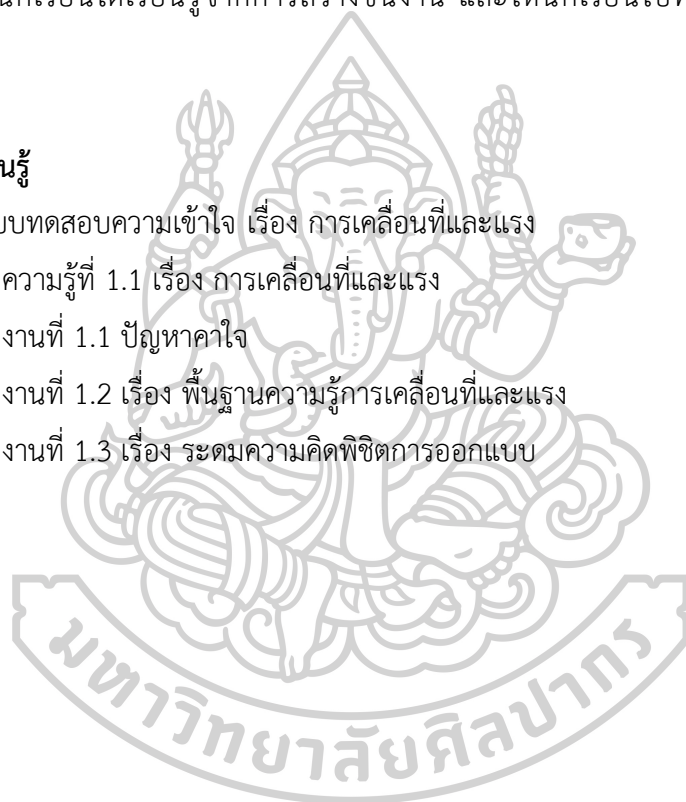 นรู้
บบทดสอบความเข้าใจ เรื่อง การเคลื่อนที่และแรง
ความรู้ที่ 1.1 เรื่อง การเคลื่อนที่และแรง
งานที่ 1.1 ปัญหาคาใจ
งานที่ 1.2 เรื่อง พื้นฐานความรู้การเคลื่อนที่และแรง
งานที่ 1.3 เรื่อง ระดมความคิดพิชิตการออกแบบ
มหาวิทยาลัยศิลปากร